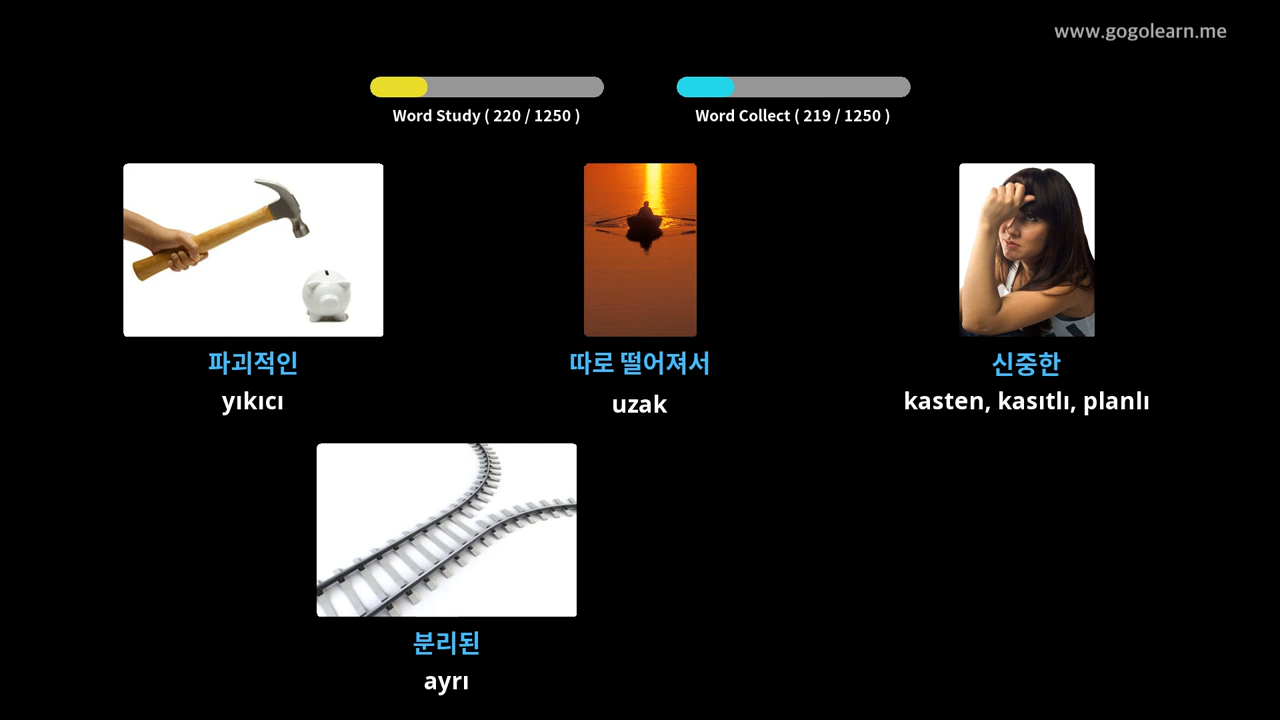 www.gogolearn.me
Word Study ( 220 / 1250 )
Word Collect ( 219 / 1250 )
파괴적인
yıkıcı
따로 떨어져서
uzak
신중한
kasten, kasıtlı, planlı
분리된
ayrı